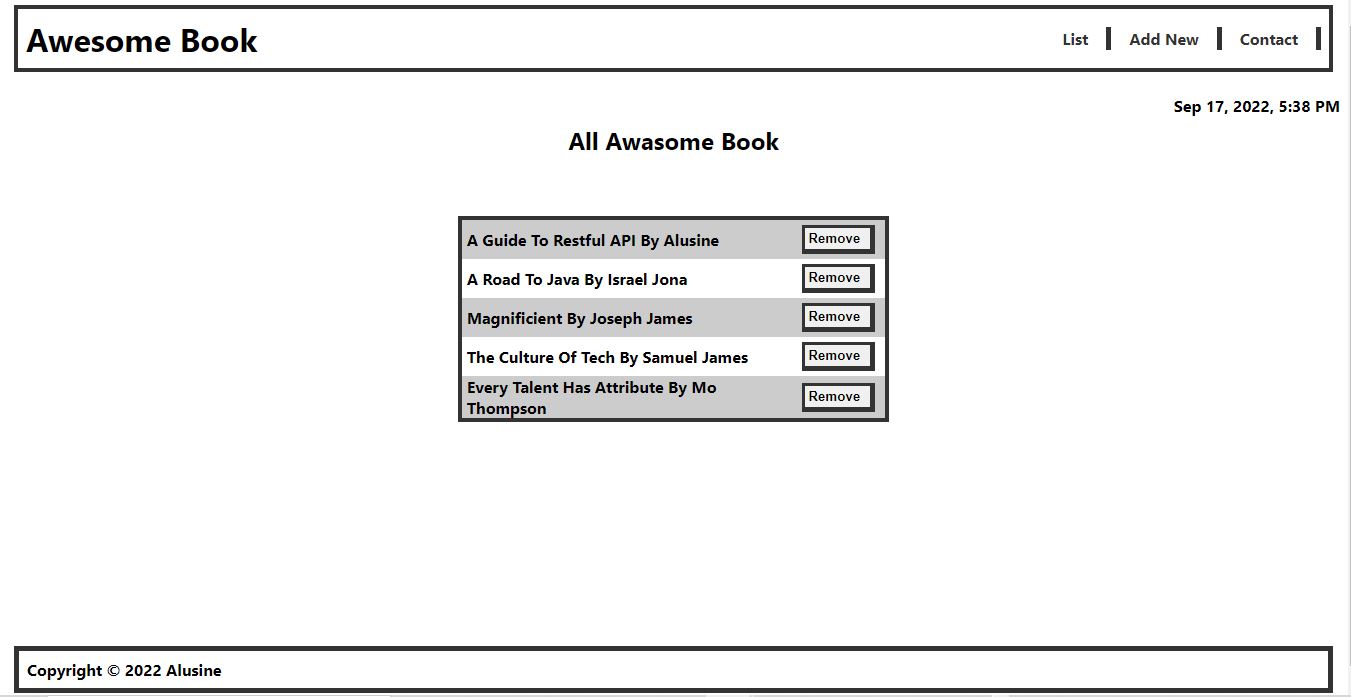 Awesome Book
List
Add New
Contact
Sep 17, 2022, 5:38 PM
All Awasome Book
A Guide To Restful API By Alusine
Remove
A Road To Java By Israel Jona
Remove
Magnificient By Joseph James
Remove
The Culture Of Tech By Samuel James
Remove
Every Talent Has Attribute By Mo
Thompson
Remove
Copyright © 2022 Alusine